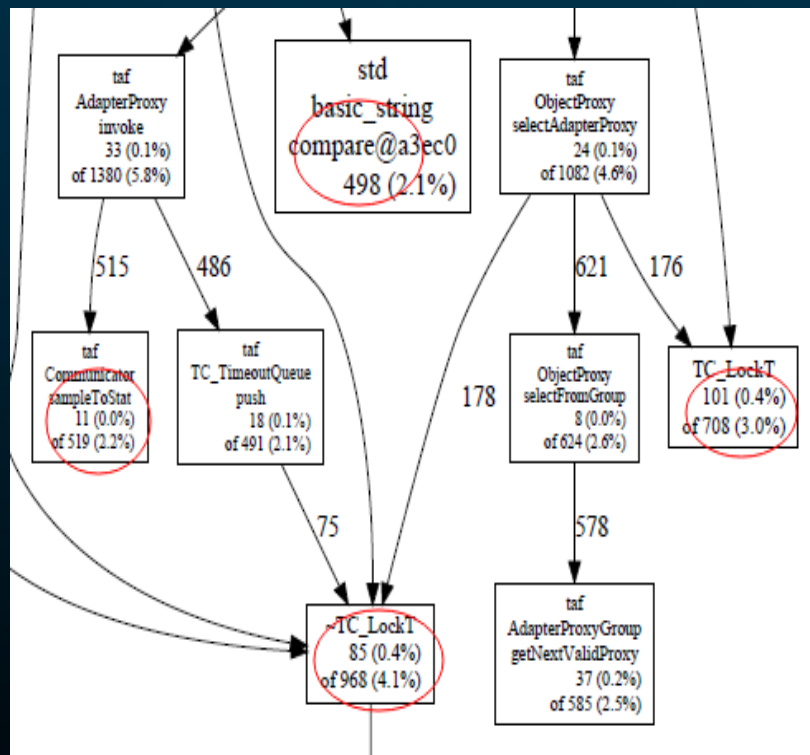 taf
AdapterProxy
invoke
33 (0.1%)
of 1380 (5.8%)
std
basic_string
compare@a3ec0
498 (2.1%)
taf
ObjectProxy
selectAdapterProxy
24 (0.1%)
of 1082 (4.6%)
515
486
621
176
taf
Communicator
sampleToStat
11 (0.0%)
of 519 (2.2%)
taf
TC_TimeoutQueue
push
18 (0.1%)
of 491 (2.1%)
178
taf
ObjectProxy
selectFromGroup
8 (0.0%)
of 624 (2.6%)
TC_LockT
101 (0.4%)
of 708 (3.0%)
75
578
~TC_LockT
85 (0.4%)
of 968 (4.1%)
taf
AdapterProxyGroup
getNextValidProxy
37 (0.2%)
of 585 (2.5%)